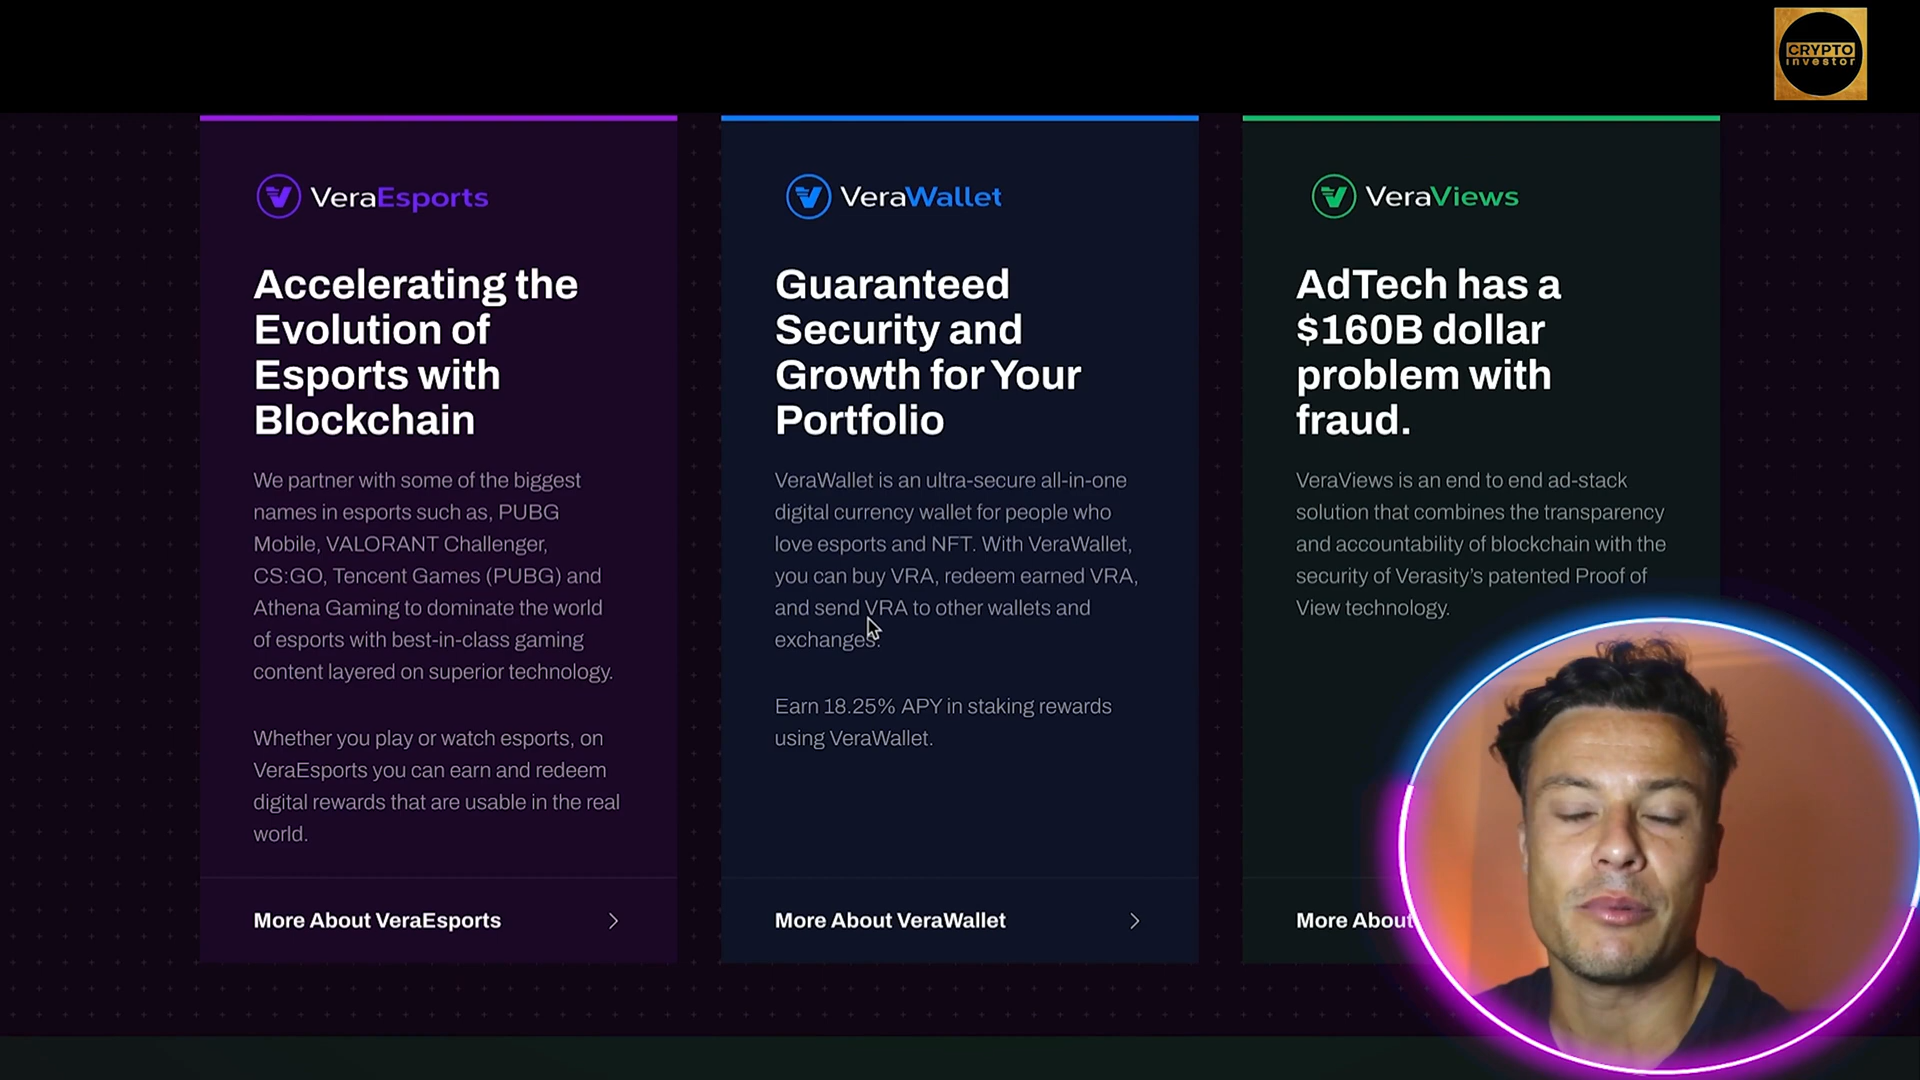 CRYPTO
investor
VeraEsports
Accelerating the
Evolution of
Esports with
Blockchain
We partner with some of the biggest
names in esports such as, PUBG
Mobile, VALORANT Challenger,
CS:GO, Tencent Games (PUBG) and
Athena Gaming to dominate the world
of esports with best-in-class gaming
content layered on superior technology.
Whether you play or watch esports, on
VeraEsports you can earn and redeem
digital rewards that are usable in the real
world.
More About VeraEsports
VeraWallet
Guaranteed
Security and
Growth for Your
Portfolio
VeraWallet is an ultra-secure all-in-one
digital currency wallet for people who
love esports and NFT. With VeraWallet,
you can buy VRA, redeem earned VRA,
and send VRA to other wallets and
exchanges.
Earn 18.25% APY in staking rewards
using VeraWallet.
More About VeraWallet
VeraViews
AdTech has a
$160B dollar
problem with
fraud.
VeraViews is an end to end ad-stack
solution that combines the transparency
and accountability of blockchain with the
security of Verasity's patented Proof of
View technology.
More About